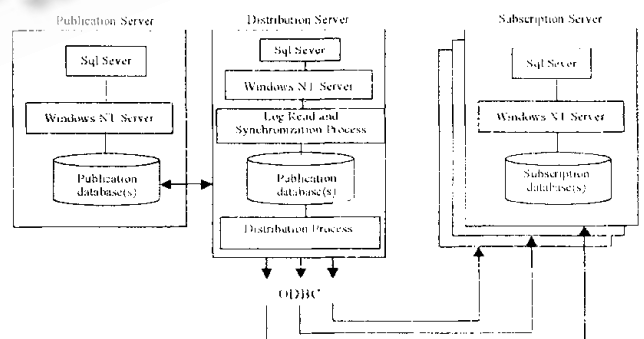 Publication Server
Sql Sever
Windows NT Server
Publication
database(s)
Distribution Server
Sql Sever
Windows NT Server
Log Read and
Synchronization Process
Publication
database(s)
Distribution Process
ODBC
Subscription Server
Sql Sever
Windows NT Server
Subscription
database(s)